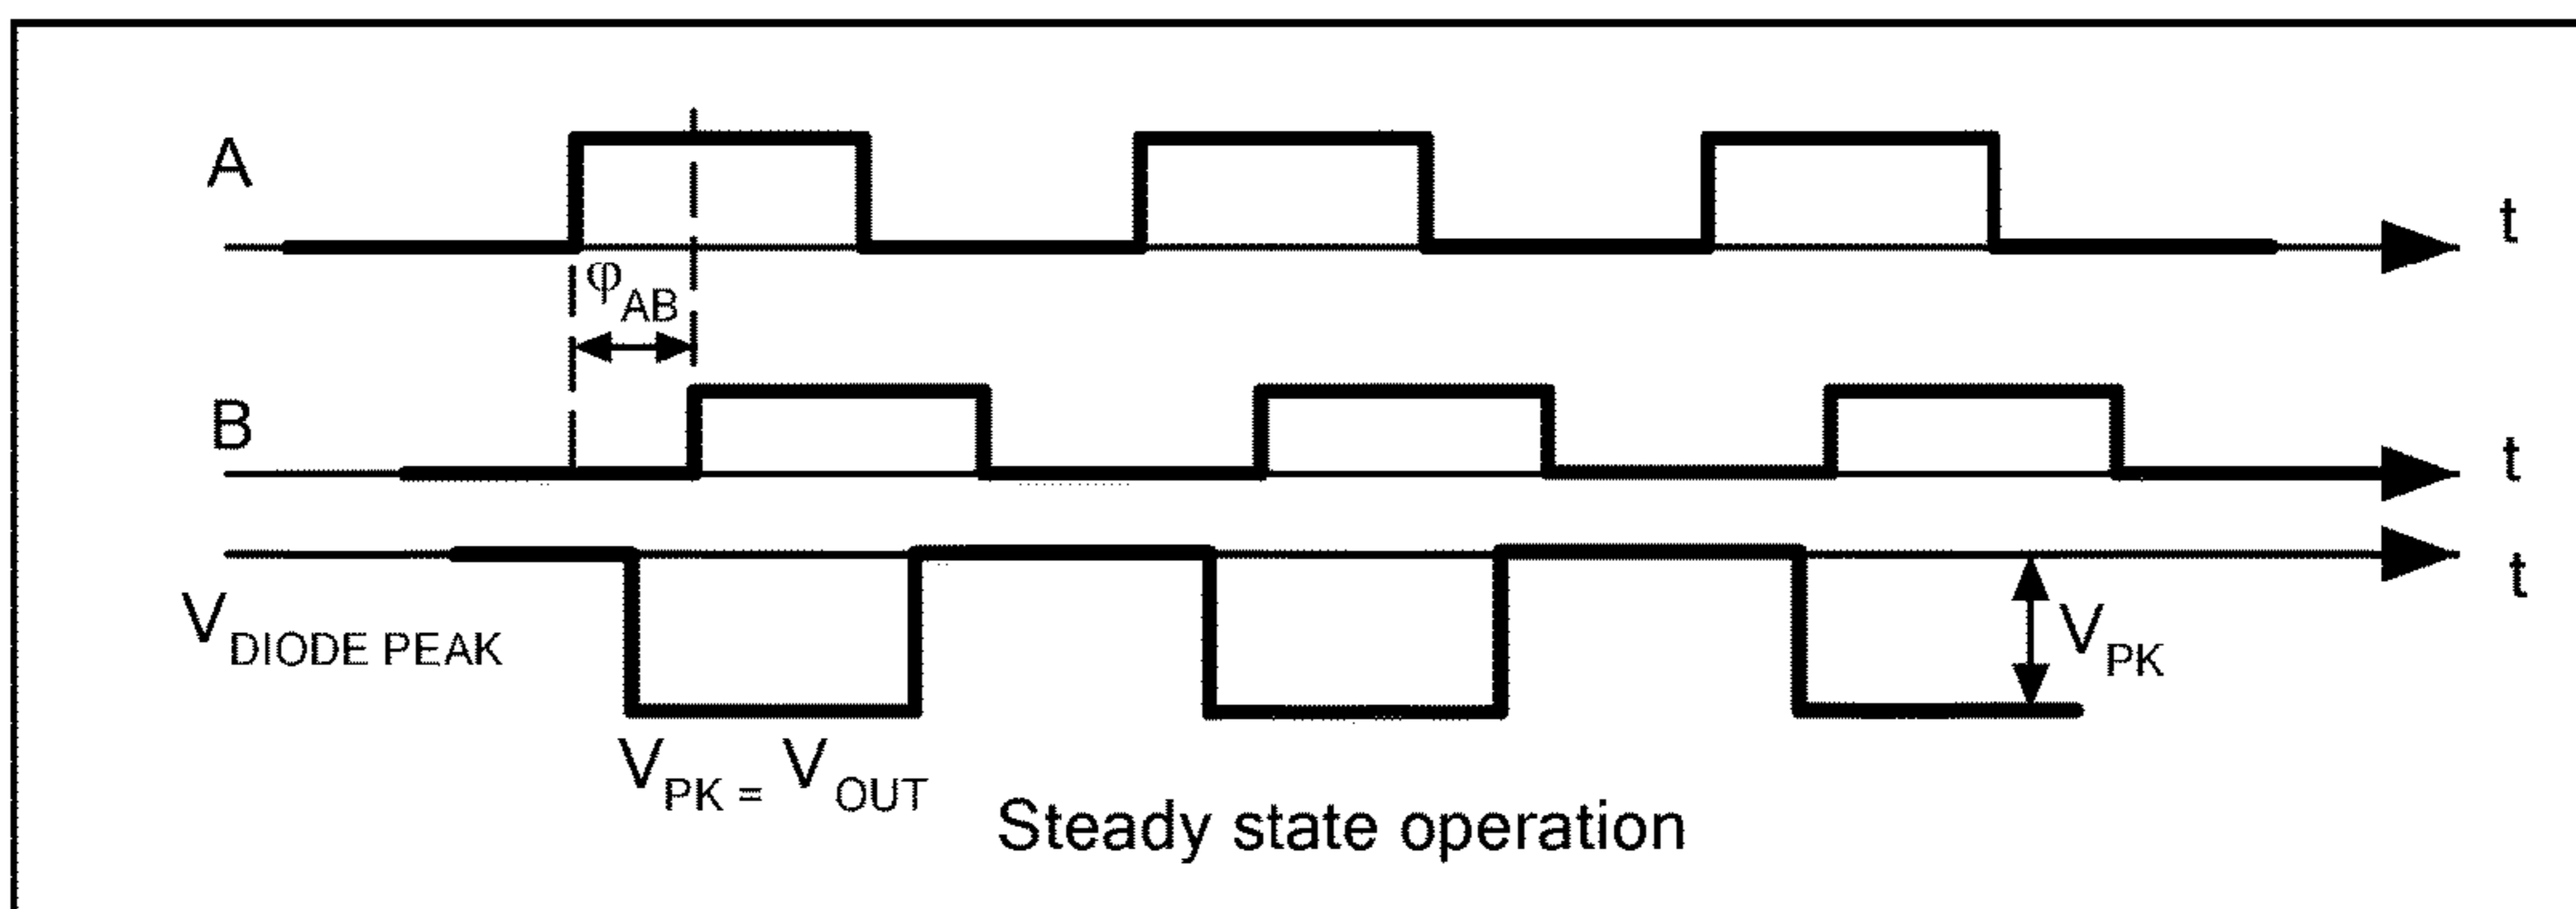 A
t
φAB
B
t
t
VDIODE PEAK
VPK
VPK = VOUT
Steady state operation